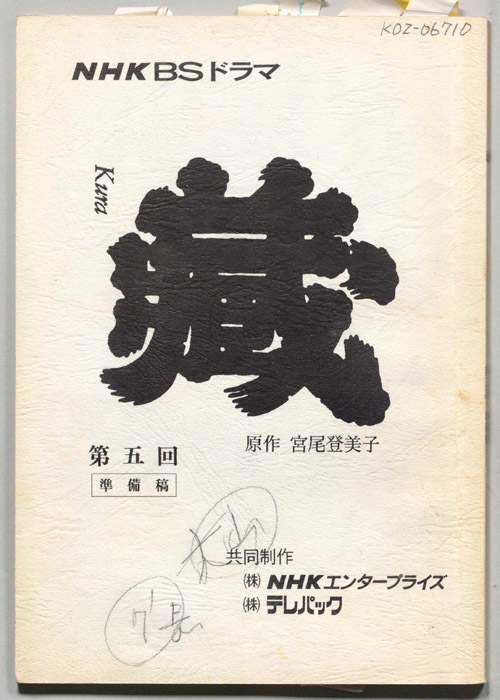 KOZ-06710
NHK BSドラマ
Kura
藏
原作 宮尾登美子
第五回
準備稿
共同制作
㈱ NHKエンタープライズ
㈱ テレパック